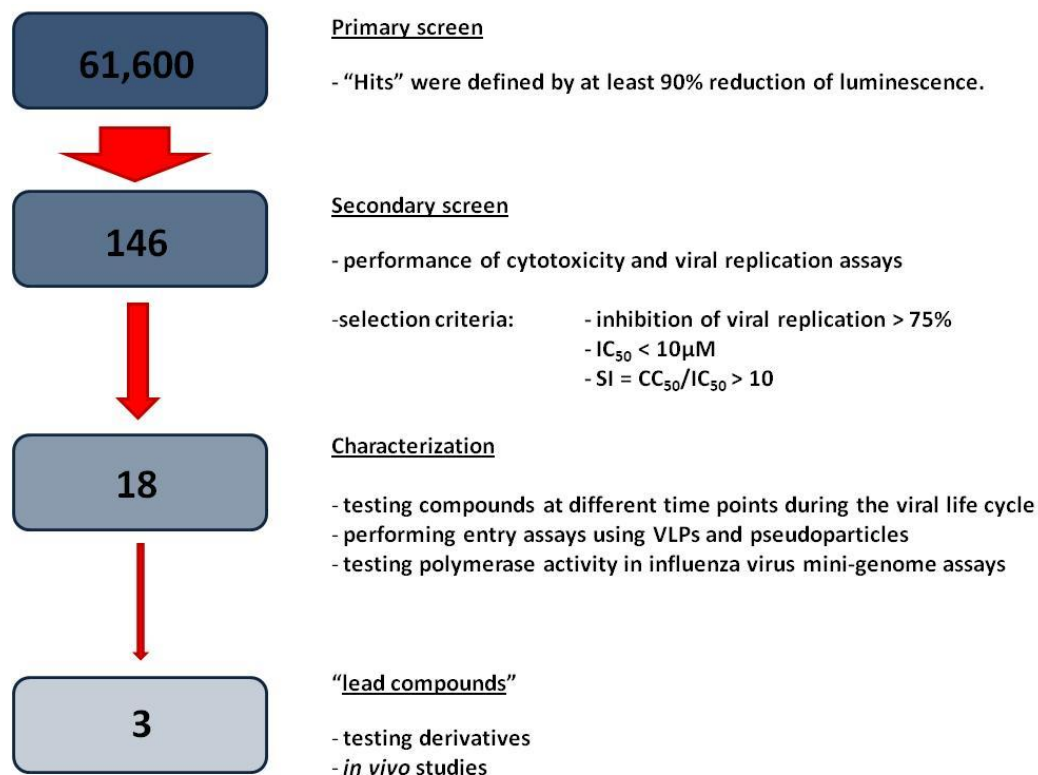 61,600
Primary screen
- “Hits” were defined by at least 90% reduction of luminescence.
146
Secondary screen
- performance of cytotoxicity and viral replication assays
-selection criteria: - inhibition of viral replication > 75%
- IC₅₀ < 10µM
- SI = CC₅₀/IC₅₀ > 10
18
Characterization
- testing compounds at different time points during the viral life cycle
- performing entry assays using VLPs and pseudoparticles
- testing polymerase activity in influenza virus mini-genome assays
3
“lead compounds”
- testing derivatives
- in vivo studies